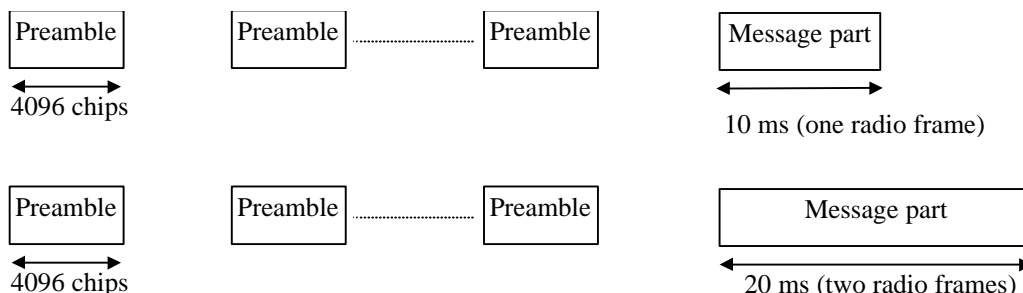 Preamble Preamble Preamble Message part
4096 chips
10 ms (one radio frame)
Preamble Preamble Preamble Message part
4096 chips 20 ms (two radio frames)